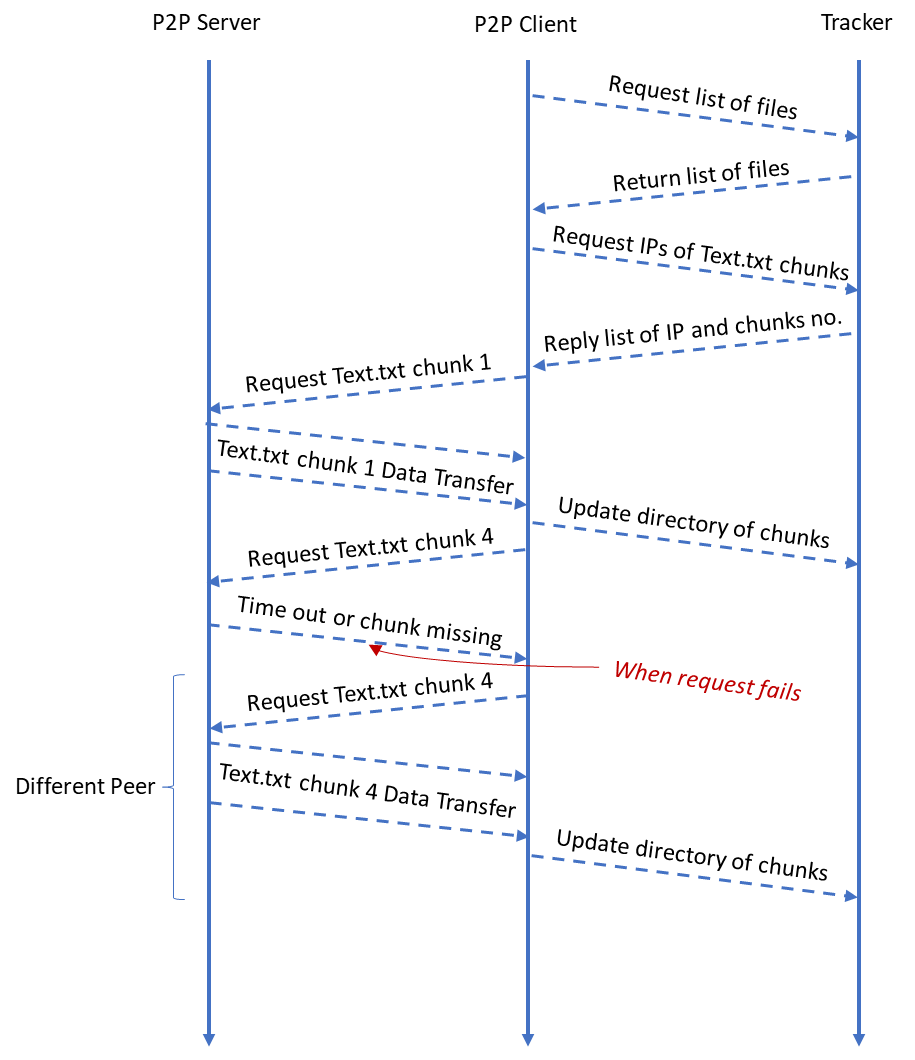 P2P Server
P2P Client
Tracker
Request list of files
Return list of files
Request IPs of Text.txt chunks
Reply list of IP and chunks no.
Request Text.txt chunk 1
Text.txt chunk 1 Data Transfer
Update directory of chunks
Request Text.txt chunk 4
Time out or chunk missing
When request fails
Request Text.txt chunk 4
Different Peer
Text.txt chunk 4 Data Transfer
Update directory of chunks